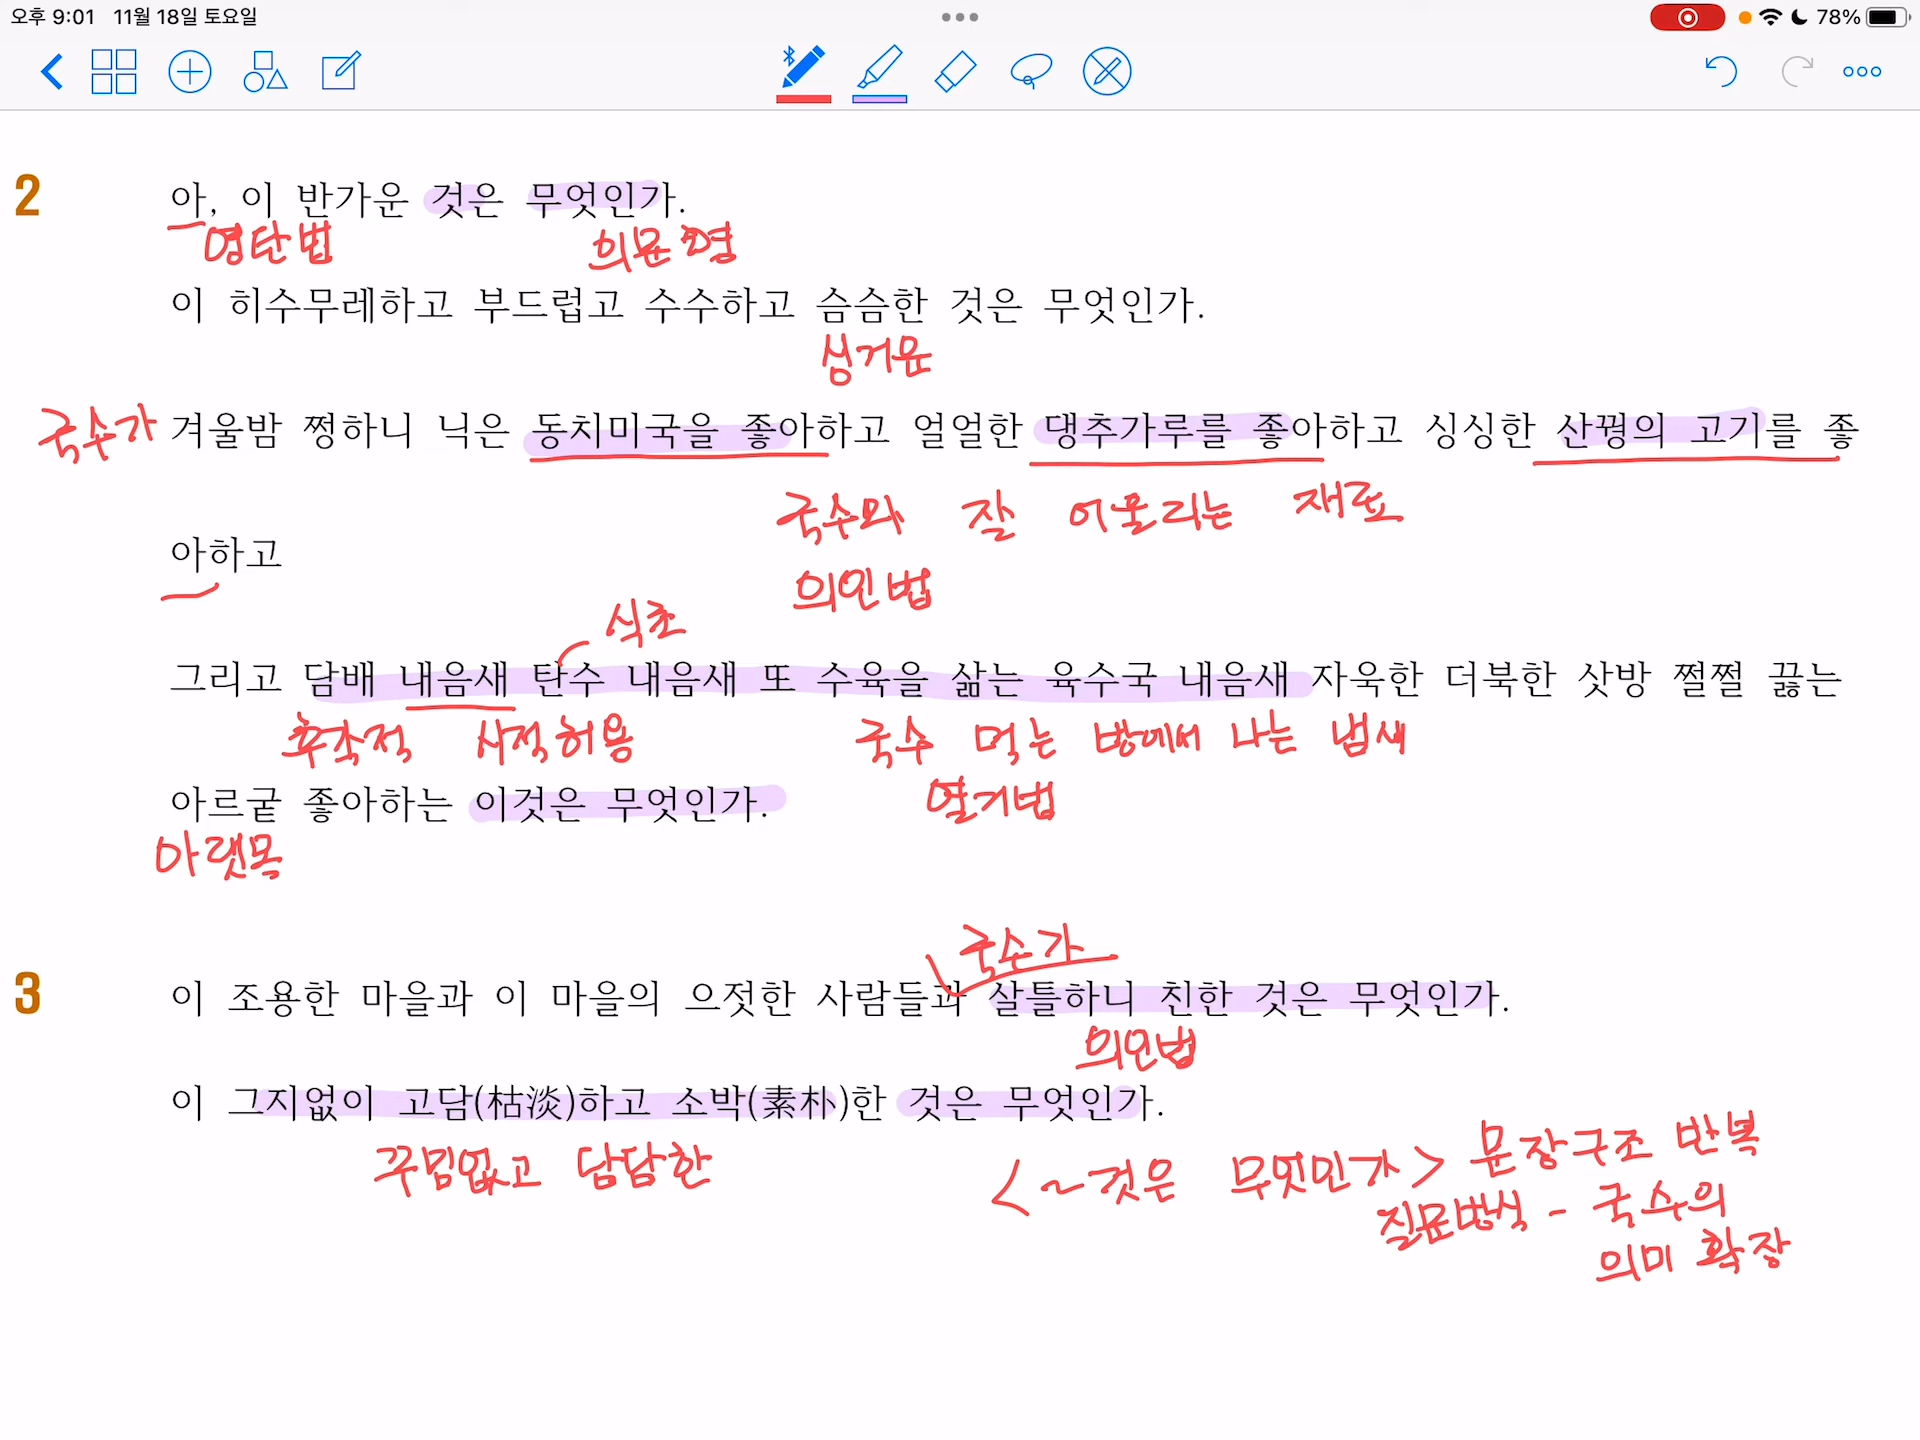 오후 9:01 11월 18일 토요일
78%
2
아, 이 반가운 것은 무엇인가.
영탄법 의문형
이 히수무레하고 부드럽고 수수하고 슴슴한 것은 무엇인가.
싱거운
국수가 겨울밤 쩡하니 닉은 동치미국을 좋아하고 얼얼한 댕추가루를 좋아하고 싱싱한 산꿩의 고기를 좋
국수와 잘 어울리는 재료
아하고
의인법
식초
그리고 담배 내음새 탄수 내음새 또 수육을 삶는 육수국 내음새 자욱한 더북한 삿방 쩔쩔 끓는
후각적 시적허용 국수 먹는 방에서 나는 냄새
아르궅 좋아하는 이것은 무엇인가.
열거법
아랫목
국수가
3
이 조용한 마을과 이 마을의 으젓한 사람들과 살틀하니 친한 것은 무엇인가.
의인법
이 그지없이 고담(枯淡)하고 소박(素朴)한 것은 무엇인가.
꾸밈없고 담담한
<~것은 무엇인가> 문장구조 반복
질문방식 - 국수의
의미 확장